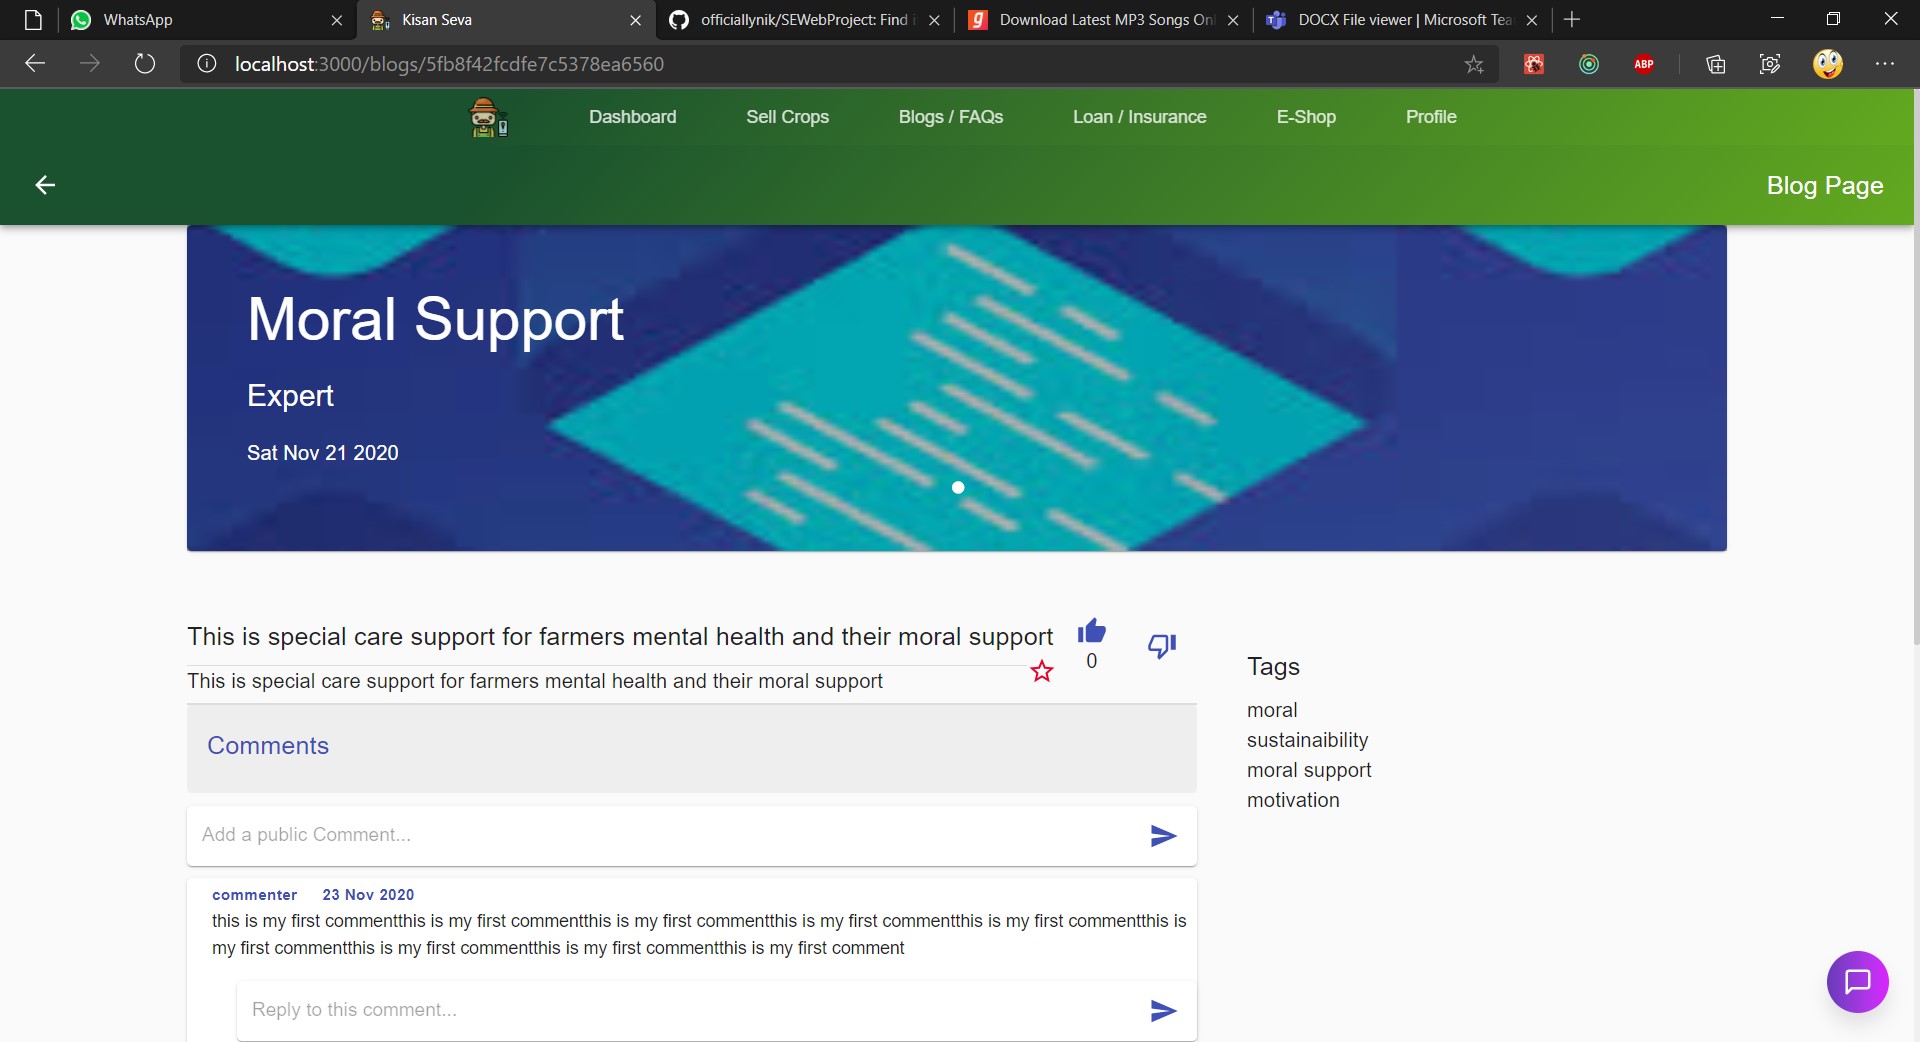 WhatsApp
Kisan Seva
officiallynik/SEWebProject: Find i
Download Latest MP3 Songs Onl
DOCX File viewer | Microsoft Tea
localhost:3000/blogs/5fb8f42fcdfe7c5378ea6560
ABP
Dashboard
Sell Crops
Blogs / FAQs
Loan / Insurance
E-Shop
Profile
Blog Page
Moral Support
Expert
Sat Nov 21 2020
This is special care support for farmers mental health and their moral support
0
This is special care support for farmers mental health and their moral support
Comments
Add a public Comment...
commenter 23 Nov 2020
this is my first commentthis is my first commentthis is my first commentthis is my first commentthis is my first commentthis is
my first commentthis is my first commentthis is my first commentthis is my first comment
Reply to this comment...
Tags
moral
sustainaibility
moral support
motivation